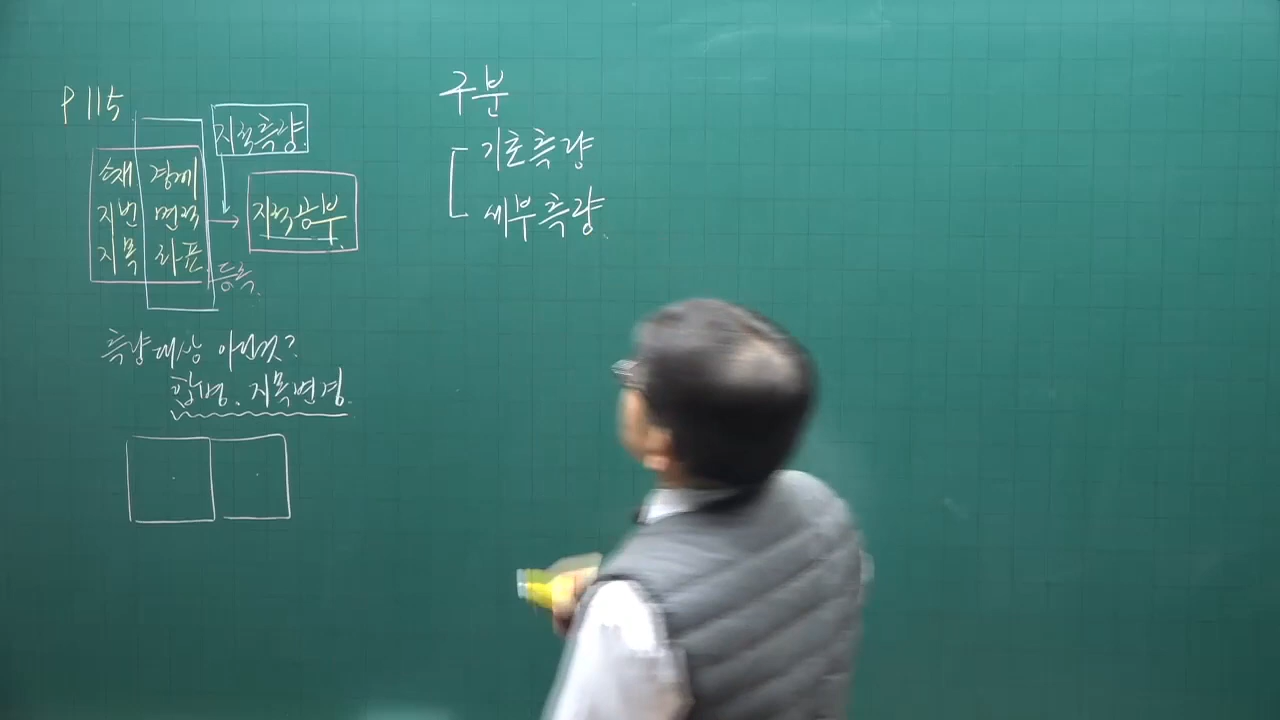 P 115
지적측량.
소재 경계
지번 면적
지목 좌표.
지적공부.
등록.
측량대상 아닌것?
합병. 지목변경.
구분
기초측량
세부측량.